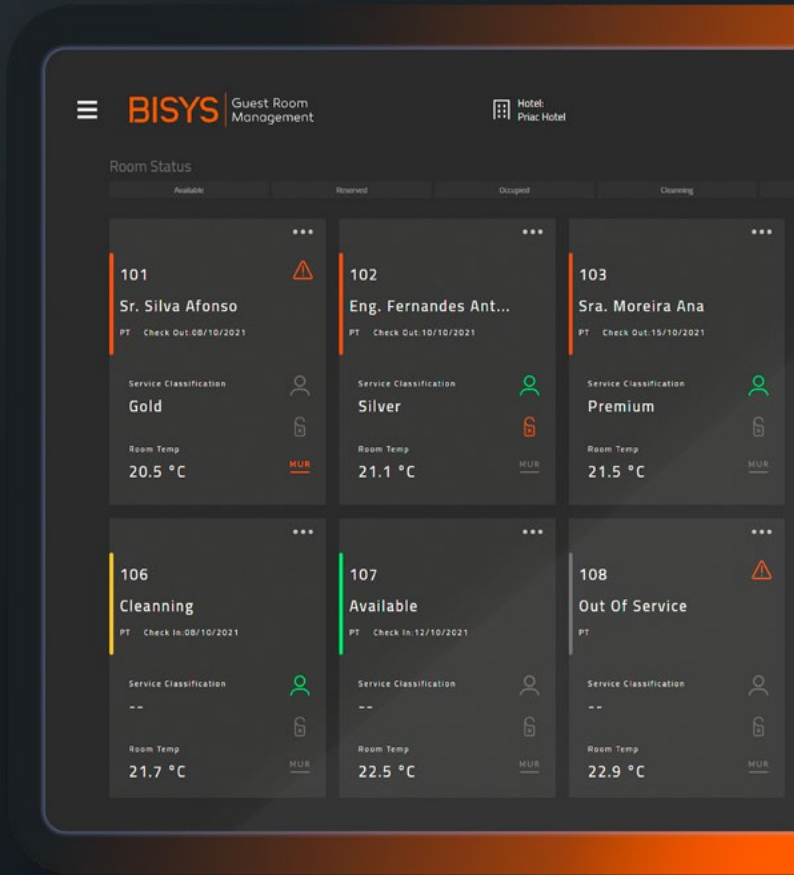 BISYS Guest Room
Management
Hotel:
Priac Hotel
Room Status
Available Reserved Occupied Cleanning
101
Sr. Silva Afonso
PT Check Out:08/10/2021
Service Classification
Gold
Room Temp
20.5 °C
MUR
102
Eng. Fernandes Ant...
PT Check Out:10/10/2021
Service Classification
Silver
Room Temp
21.1 °C
MUR
103
Sra. Moreira Ana
PT Check Out:15/10/2021
Service Classification
Premium
Room Temp
21.5 °C
MUR
106
Cleanning
PT Check In:08/10/2021
Service Classification
--
Room Temp
21.7 °C
MUR
107
Available
PT Check In:12/10/2021
Service Classification
--
Room Temp
22.5 °C
MUR
108
Out Of Service
PT
Service Classification
--
Room Temp
22.9 °C
MUR